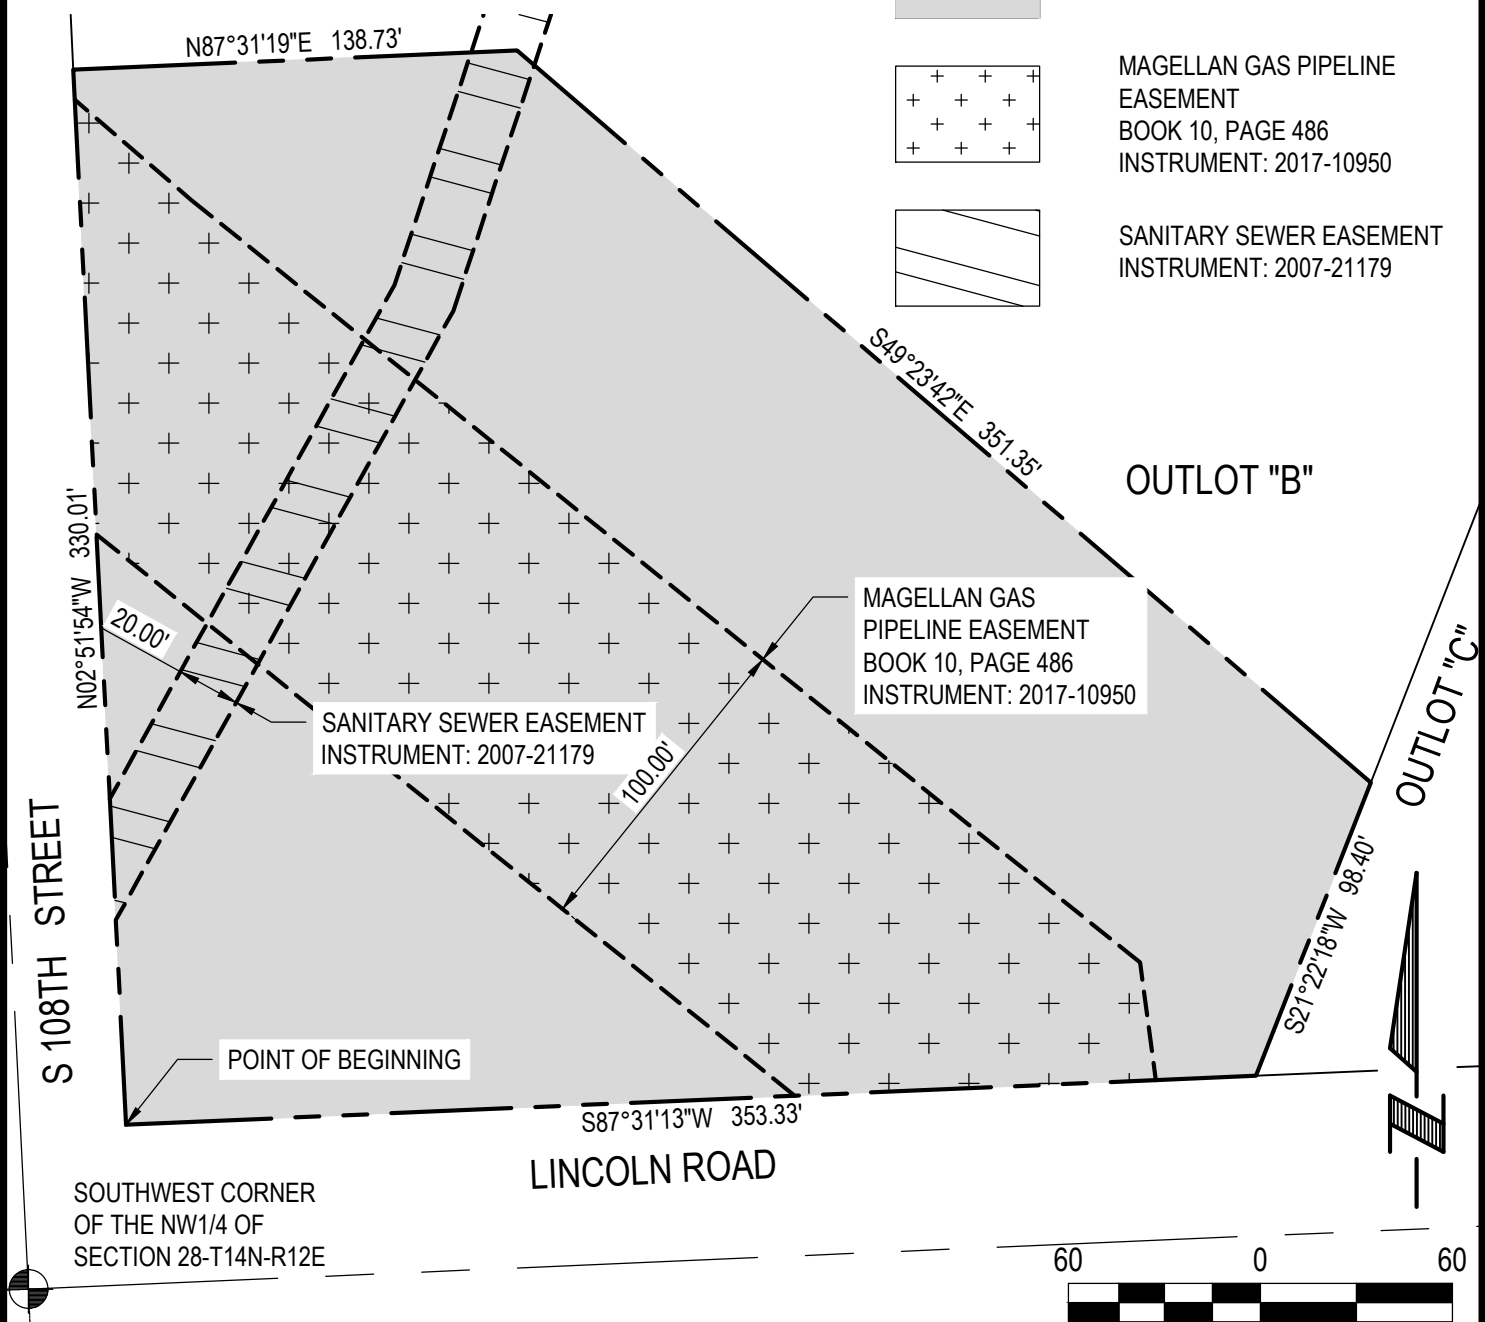 N87°31'19"E 138.73'
MAGELLAN GAS PIPELINE
EASEMENT
BOOK 10, PAGE 486
INSTRUMENT: 2017-10950
SANITARY SEWER EASEMENT
INSTRUMENT: 2007-21179
S49°23'42"E 351.35'
OUTLOT "B"
N02°51'54"W 330.01'
20.00'
MAGELLAN GAS
PIPELINE EASEMENT
BOOK 10, PAGE 486
INSTRUMENT: 2017-10950
SANITARY SEWER EASEMENT
INSTRUMENT: 2007-21179
100.00'
OUTLOT "C"
S21°22'18"W 98.40'
S 108TH STREET
POINT OF BEGINNING
S87°31'13"W 353.33'
LINCOLN ROAD
SOUTHWEST CORNER
OF THE NW1/4 OF
SECTION 28-T14N-R12E
60 0 60